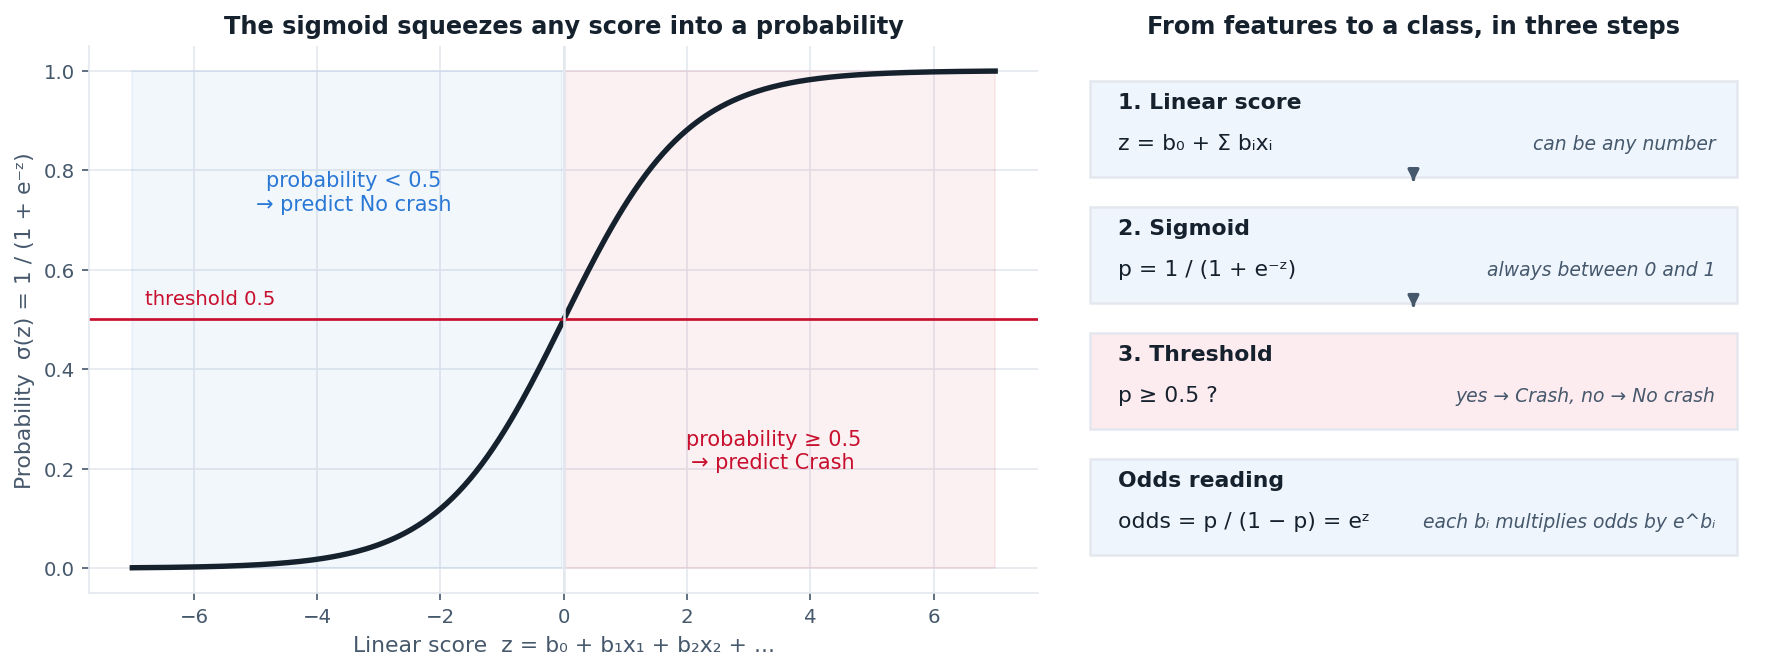 The sigmoid squeezes any score into a probability
Probability  σ(z) = 1 / (1 + e⁻ᶻ)
1.0
0.8
0.6
0.4
0.2
0.0
probability < 0.5
→ predict No crash
threshold 0.5
probability ≥ 0.5
→ predict Crash
−6 −4 −2 0 2 4 6
Linear score  z = b₀ + b₁x₁ + b₂x₂ + ...
From features to a class, in three steps
1. Linear score
z = b₀ + Σ bᵢxᵢ can be any number
2. Sigmoid
p = 1 / (1 + e⁻ᶻ) always between 0 and 1
3. Threshold
p ≥ 0.5 ? yes → Crash, no → No crash
Odds reading
odds = p / (1 − p) = eᶻ each bᵢ multiplies odds by e^bᵢ